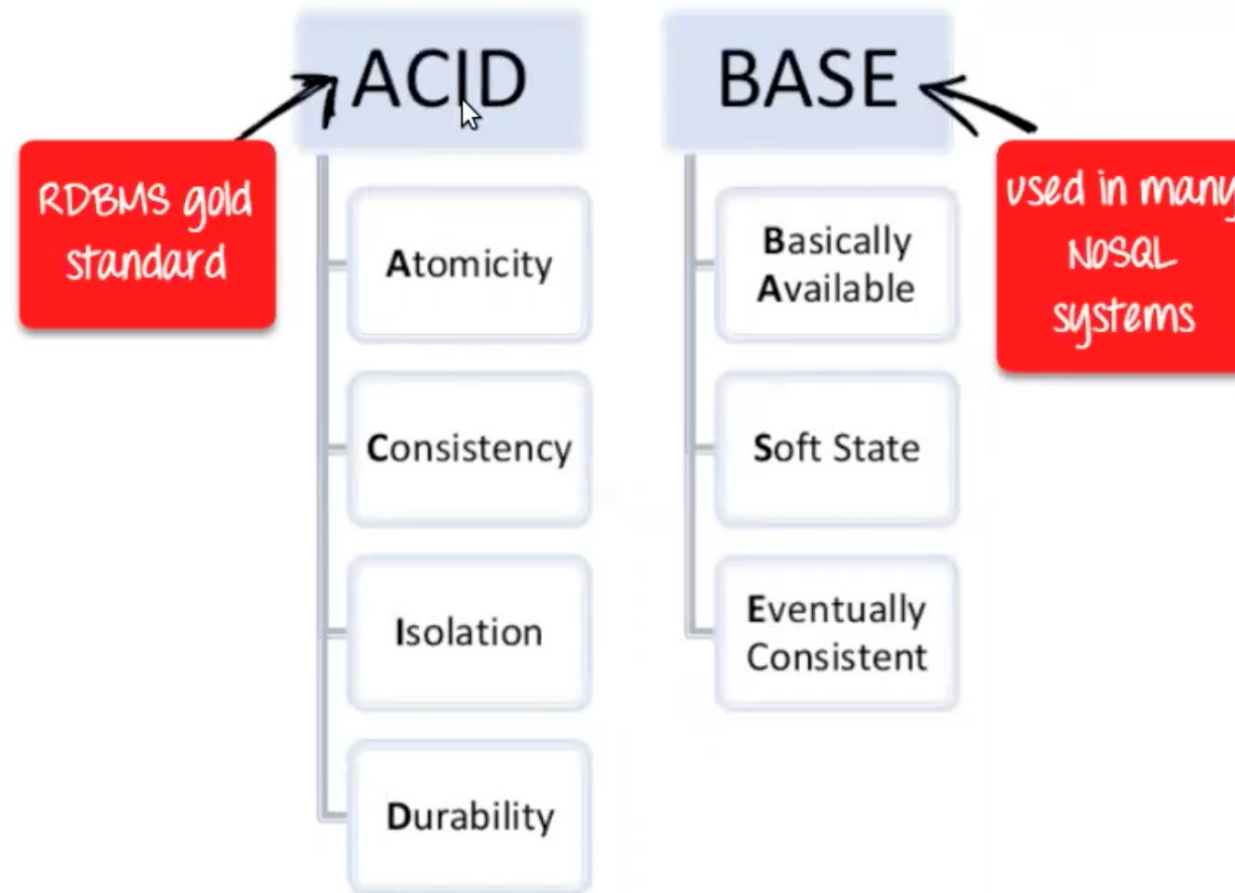 ACID
BASE
RDBMS gold
standard
used in many
NoSQL
systems
Atomicity
Consistency
Isolation
Durability
Basically
Available
Soft State
Eventually
Consistent